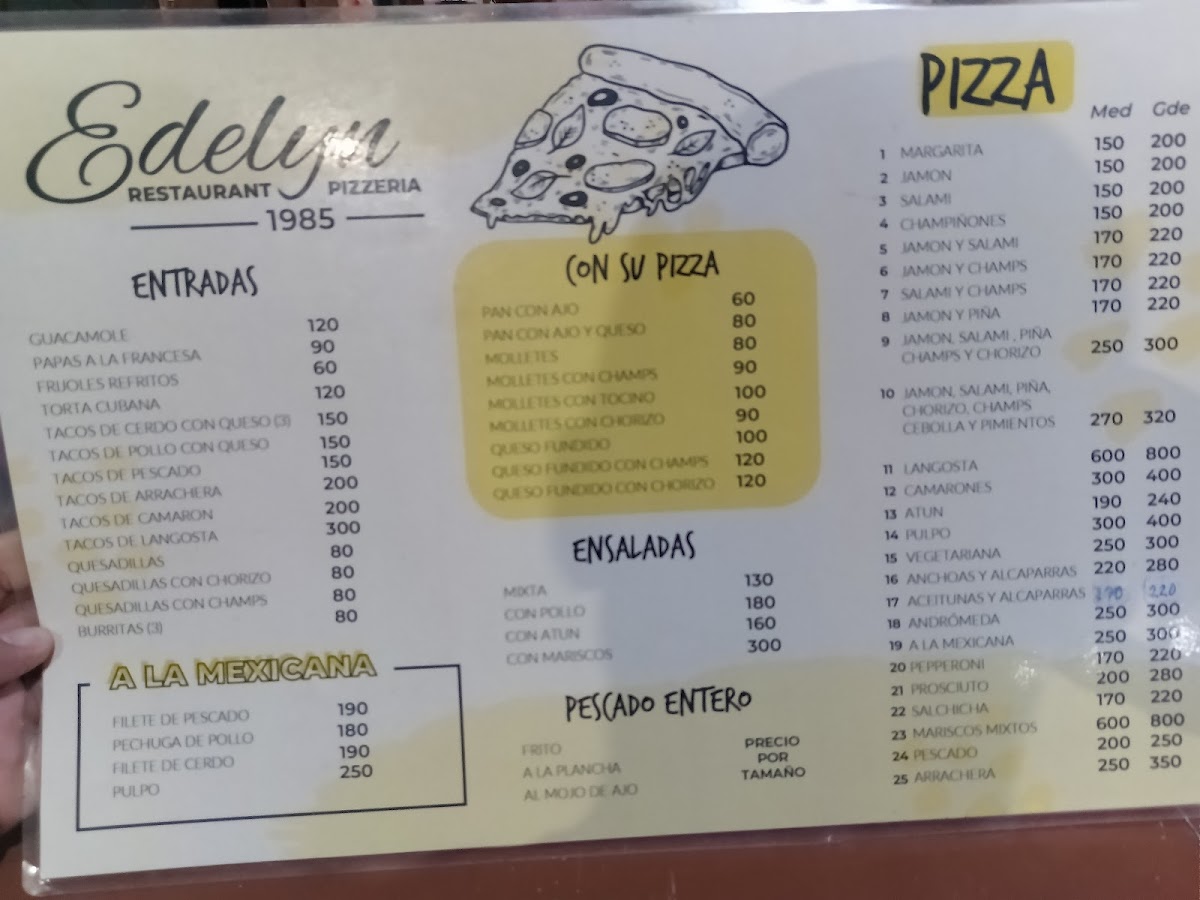 Edelyn
RESTAURANT PIZZERIA
1985
ENTRADAS
GUACAMOLE 120
PAPAS A LA FRANCESA 90
FRIJOLES REFRITOS 60
TORTA CUBANA 120
TACOS DE CERDO CON QUESO (3) 150
TACOS DE POLLO CON QUESO 150
TACOS DE PESCADO 150
TACOS DE ARRACHERA 200
TACOS DE CAMARON 200
TACOS DE LANGOSTA 300
QUESADILLAS 80
QUESADILLAS CON CHORIZO 80
QUESADILLAS CON CHAMPS 80
BURRITAS (3) 80
A LA MEXICANA
FILETE DE PESCADO 190
PECHUGA DE POLLO 180
FILETE DE CERDO 190
PULPO 250
CON SU PIZZA
PAN CON AJO 60
PAN CON AJO Y QUESO 80
MOLLETES 80
MOLLETES CON CHAMPS 90
MOLLETES CON TOCINO 100
MOLLETES CON CHORIZO 90
QUESO FUNDIDO 100
QUESO FUNDIDO CON CHAMPS 120
QUESO FUNDIDO CON CHORIZO 120
ENSALADAS
MIXTA 130
CON POLLO 180
CON ATUN 160
CON MARISCOS 300
PESCADO ENTERO
FRITO
A LA PLANCHA
AL MOJO DE AJO
PRECIO
POR
TAMAÑO
PIZZA
Med Gde
1 MARGARITA 150 200
2 JAMON 150 200
3 SALAMI 150 200
4 CHAMPIÑONES 150 200
5 JAMON Y SALAMI 170 220
6 JAMON Y CHAMPS 170 220
7 SALAMI Y CHAMPS 170 220
8 JAMON Y PIÑA 170 220
9 JAMON, SALAMI , PIÑA
CHAMPS Y CHORIZO 250 300
10 JAMON, SALAMI, PIÑA,
CHORIZO, CHAMPS
CEBOLLA Y PIMIENTOS 270 320
11 LANGOSTA 600 800
12 CAMARONES 300 400
13 ATUN 190 240
14 PULPO 300 400
15 VEGETARIANA 250 300
16 ANCHOAS Y ALCAPARRAS 220 280
17 ACEITUNAS Y ALCAPARRAS 220
18 ANDRÓMEDA 250 300
19 A LA MEXICANA 250 300
20 PEPPERONI 170 220
21 PROSCIUTO 200 280
22 SALCHICHA 170 220
23 MARISCOS MIXTOS 600 800
24 PESCADO 200 250
25 ARRACHERA 250 350